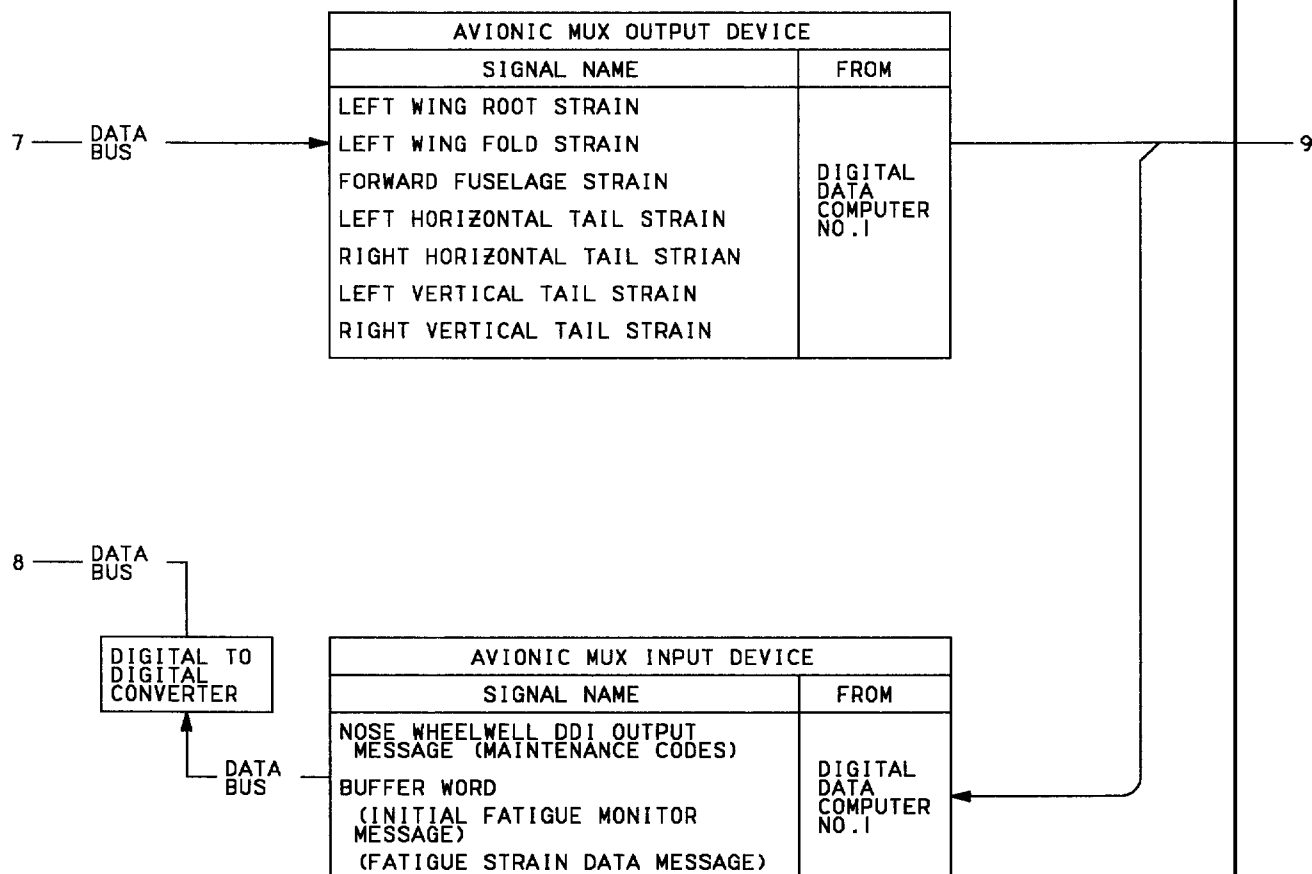 AVIONIC MUX OUTPUT DEVICE
SIGNAL NAME FROM
LEFT WING ROOT STRAIN
7 DATA BUS
LEFT WING FOLD STRAIN
9
FORWARD FUSELAGE STRAIN
LEFT HORIZONTAL TAIL STRAIN
RIGHT HORIZONTAL TAIL STRIAN
LEFT VERTICAL TAIL STRAIN
RIGHT VERTICAL TAIL STRAIN
DIGITAL
DATA
COMPUTER
NO.1
8 DATA BUS
DIGITAL TO
DIGITAL
CONVERTER
DATA
BUS
AVIONIC MUX INPUT DEVICE
SIGNAL NAME FROM
NOSE WHEELWELL DDI OUTPUT
MESSAGE (MAINTENANCE CODES)
BUFFER WORD
(INITIAL FATIGUE MONITOR
MESSAGE)
(FATIGUE STRAIN DATA MESSAGE)
DIGITAL
DATA
COMPUTER
NO.1